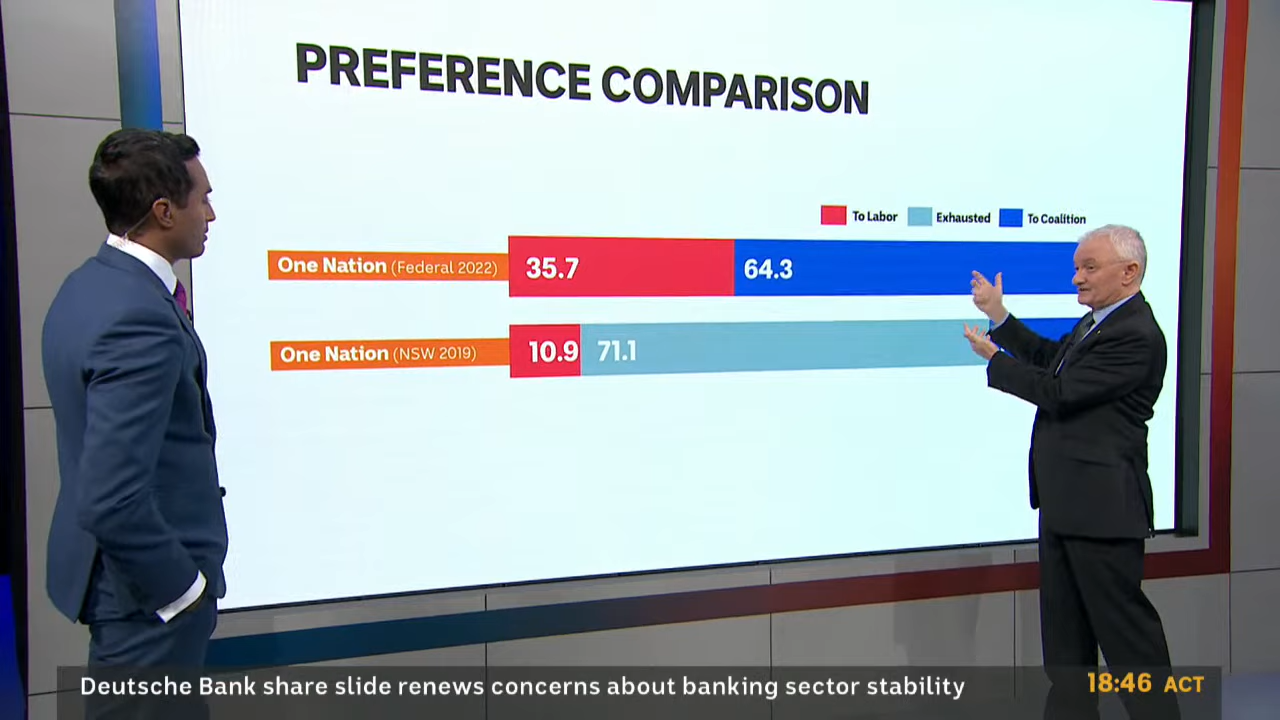 PREFERENCE COMPARISON
To Labor Exhausted To Coalition
One Nation (Federal 2022) 35.7 64.3
One Nation (NSW 2019) 10.9 71.1
Deutsche Bank share slide renews concerns about banking sector stability 18:46 ACT